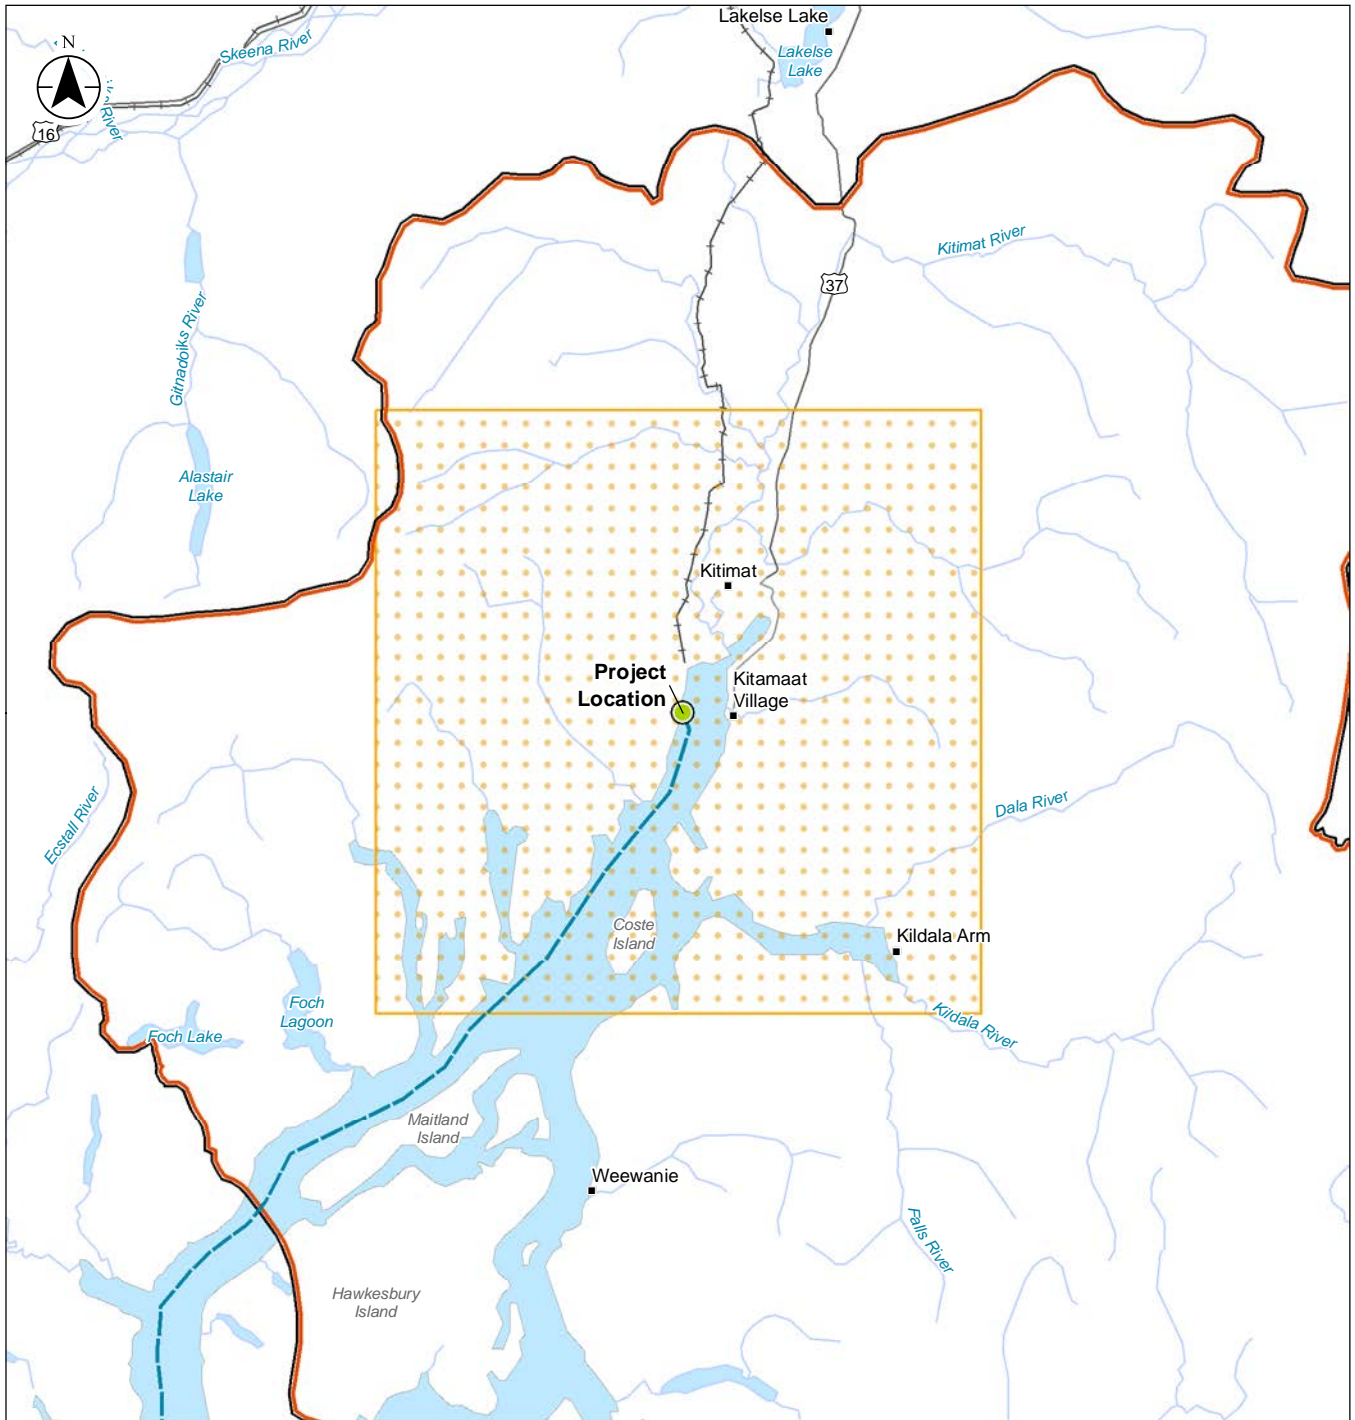 Lakelse Lake
Skeena River
N
Lakelse
Lake
River
16
Kitimat River
37
Gitnadoiks River
Alastair
Lake
Kitimat
Project
Location
Kitamaat
Village
Ecstall River
Dala River
Coste
Island
Kildala Arm
Foch
Lagoon
Kildala River
Foch Lake
Maitland
Island
Weewanie
Falls River
Hawkesbury
Island